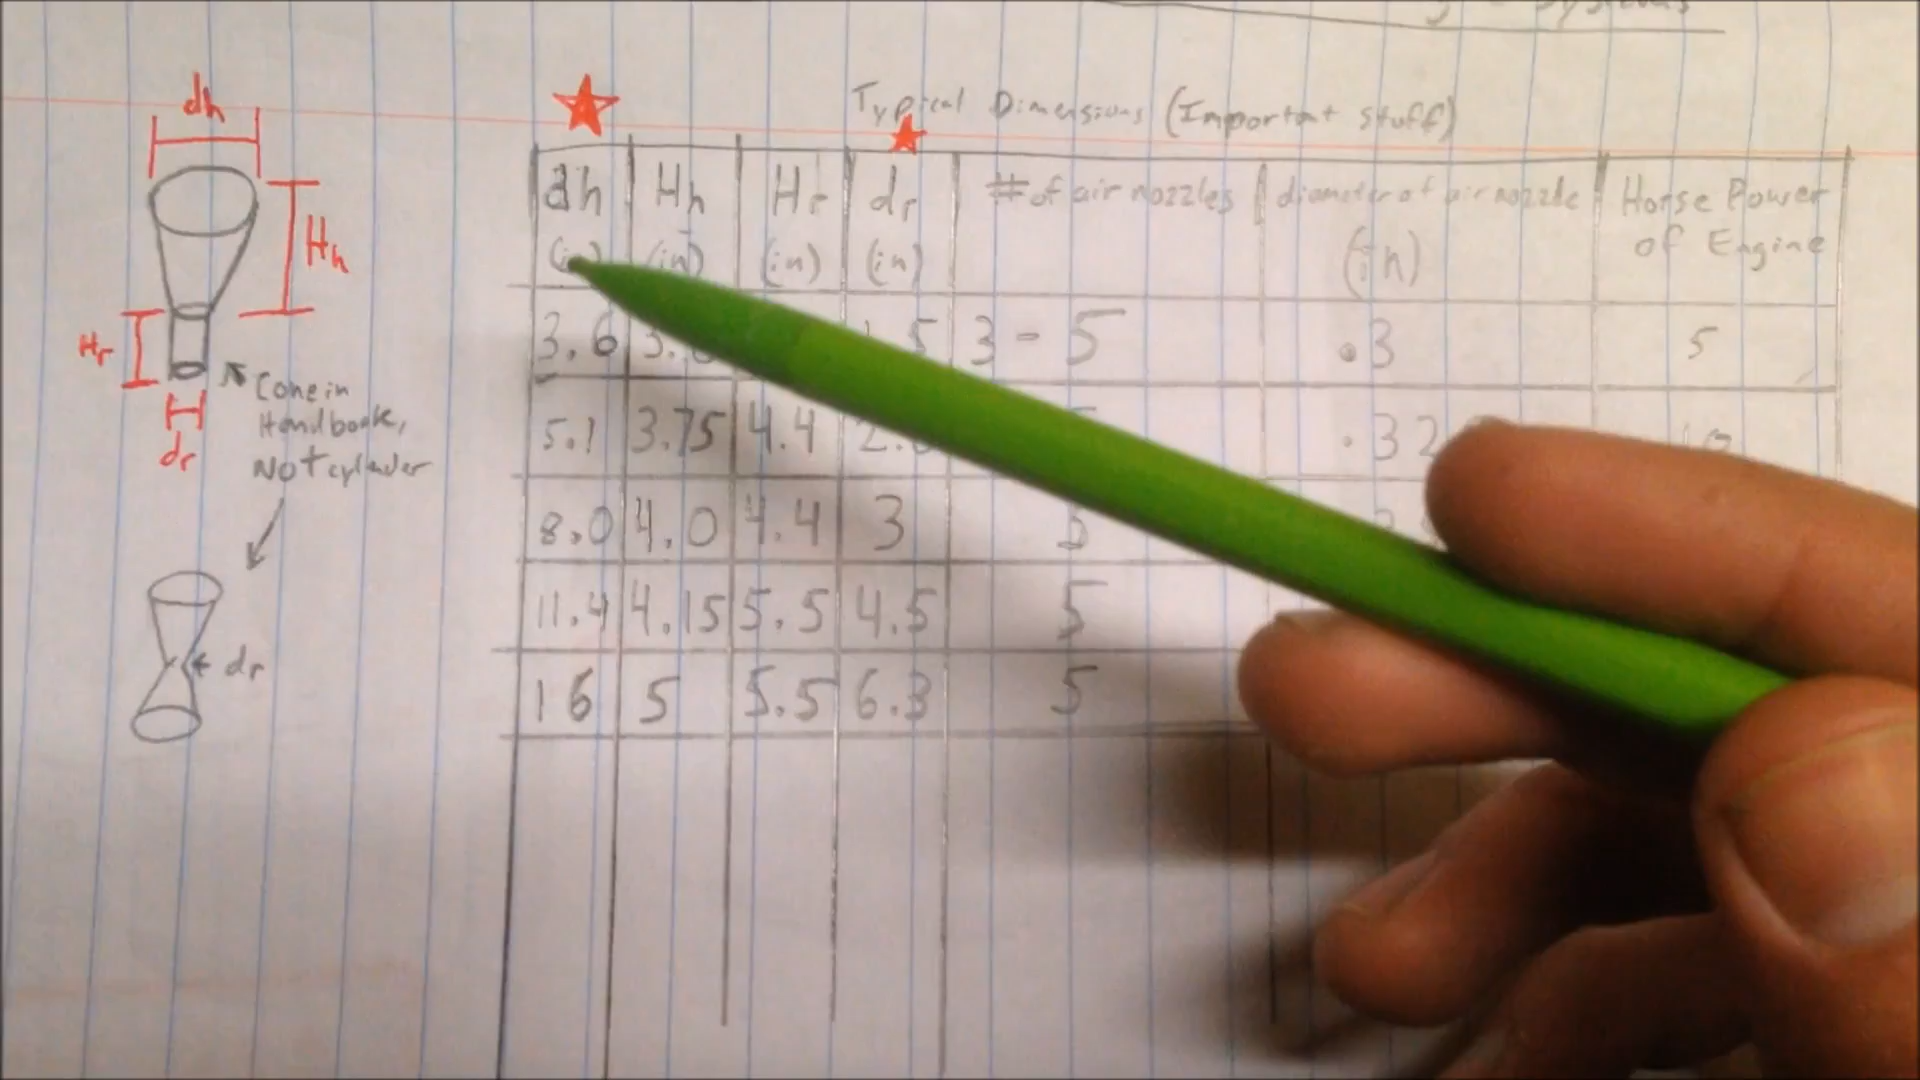 Systems
Typical Dimensions (Important stuff)
dh
Hh
Hr
dr
Cone in
Handbook,
Not cylinder
dr
dh Hh Hr dr # of air nozzles diameter of air nozzle Horse Power
(in) (in) (in) (in) (in) of Engine
3.6 3 - 5 .3 5
5.1 3.75 4.4
8.0 4.0 4.4 3 5
11.4 4.15 5.5 4.5 5
16 5 5.5 6.3 5